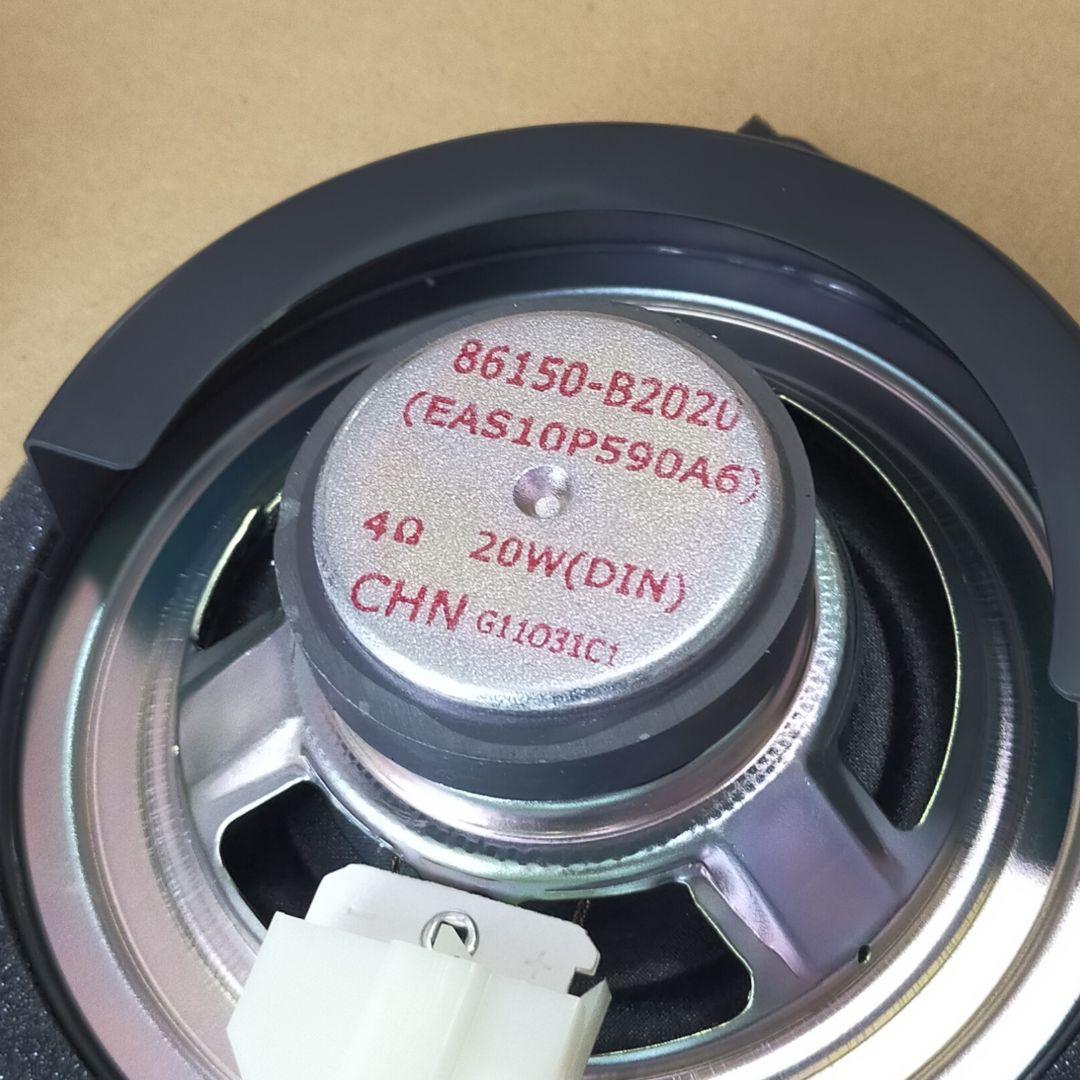 86150-B2020
(EAS10P590A6)
4Ω 20W(DIN)
CHN G11031C1
+